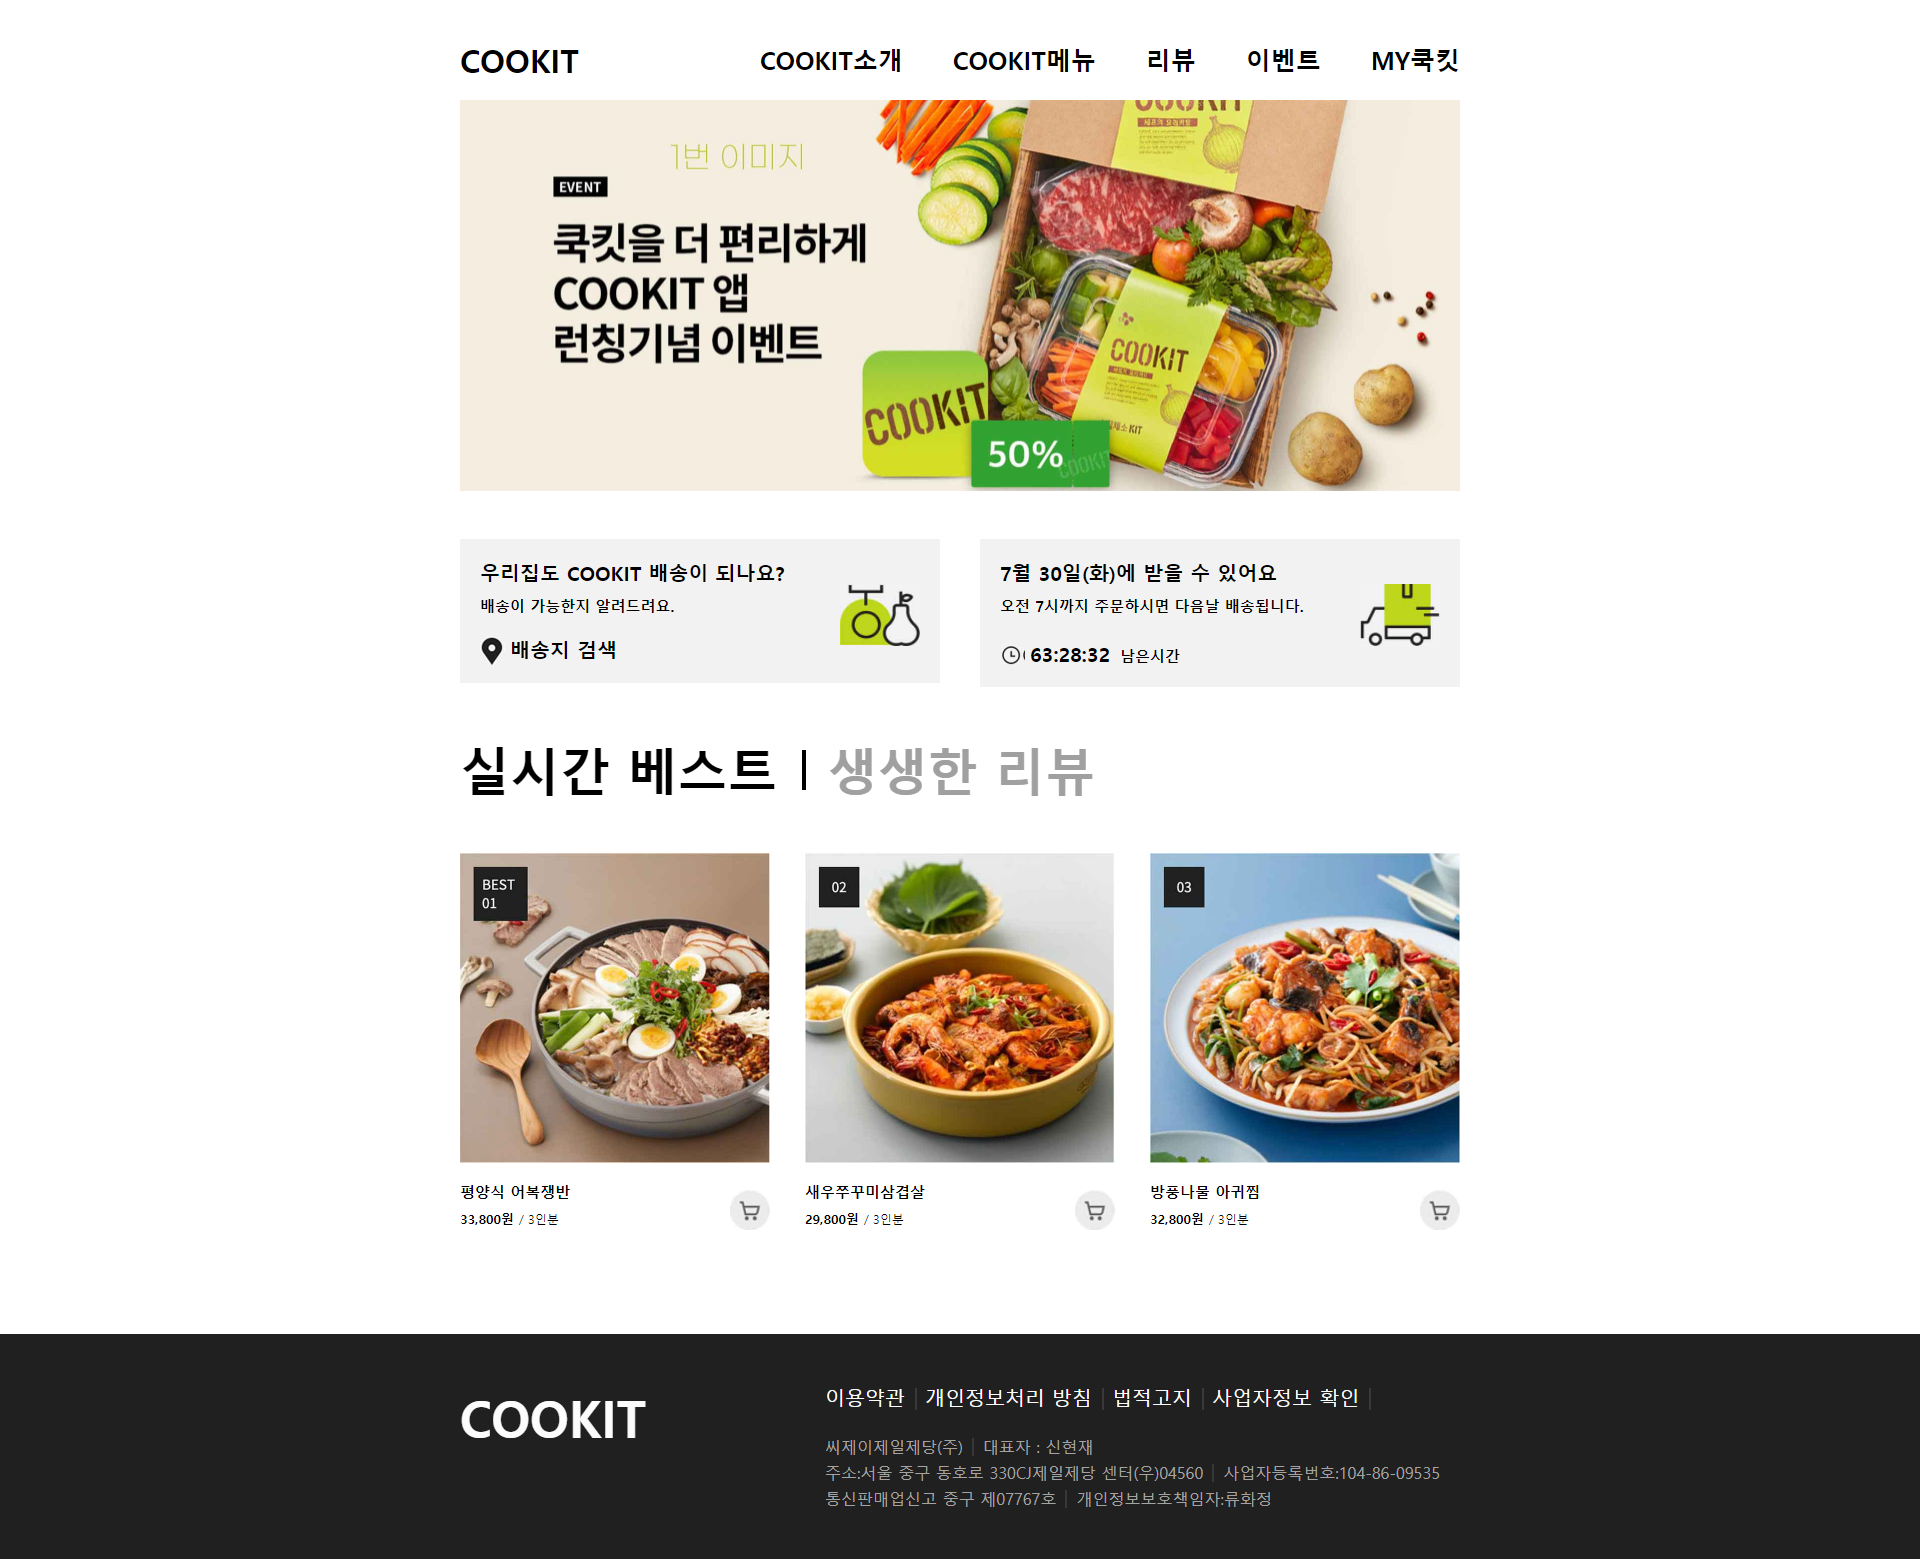 COOKIT
COOKIT소개 COOKIT메뉴 리뷰 이벤트 MY쿡킷
COOKIT
1번 이미지
EVENT
쿡킷을 더 편리하게
COOKIT 앱
런칭기념 이벤트
COOKIT
COOKIT
50%
COOKIT
우리집도 COOKIT 배송이 되나요?
배송이 가능한지 알려드려요.
배송지 검색
7월 30일(화)에 받을 수 있어요
오전 7시까지 주문하시면 다음날 배송됩니다.
63:28:32 남은시간
실시간 베스트 | 생생한 리뷰
BEST
01
02
03
평양식 어복쟁반
33,800원 / 3인분
새우쭈꾸미삼겹살
29,800원 / 3인분
방풍나물 아귀찜
32,800원 / 3인분
COOKIT
이용약관 | 개인정보처리 방침 | 법적고지 | 사업자정보 확인 |
씨제이제일제당(주) | 대표자 : 신현재
주소:서울 중구 동호로 330CJ제일제당 센터(우)04560 | 사업자등록번호:104-86-09535
통신판매업신고 중구 제07767호 | 개인정보보호책임자:류화정